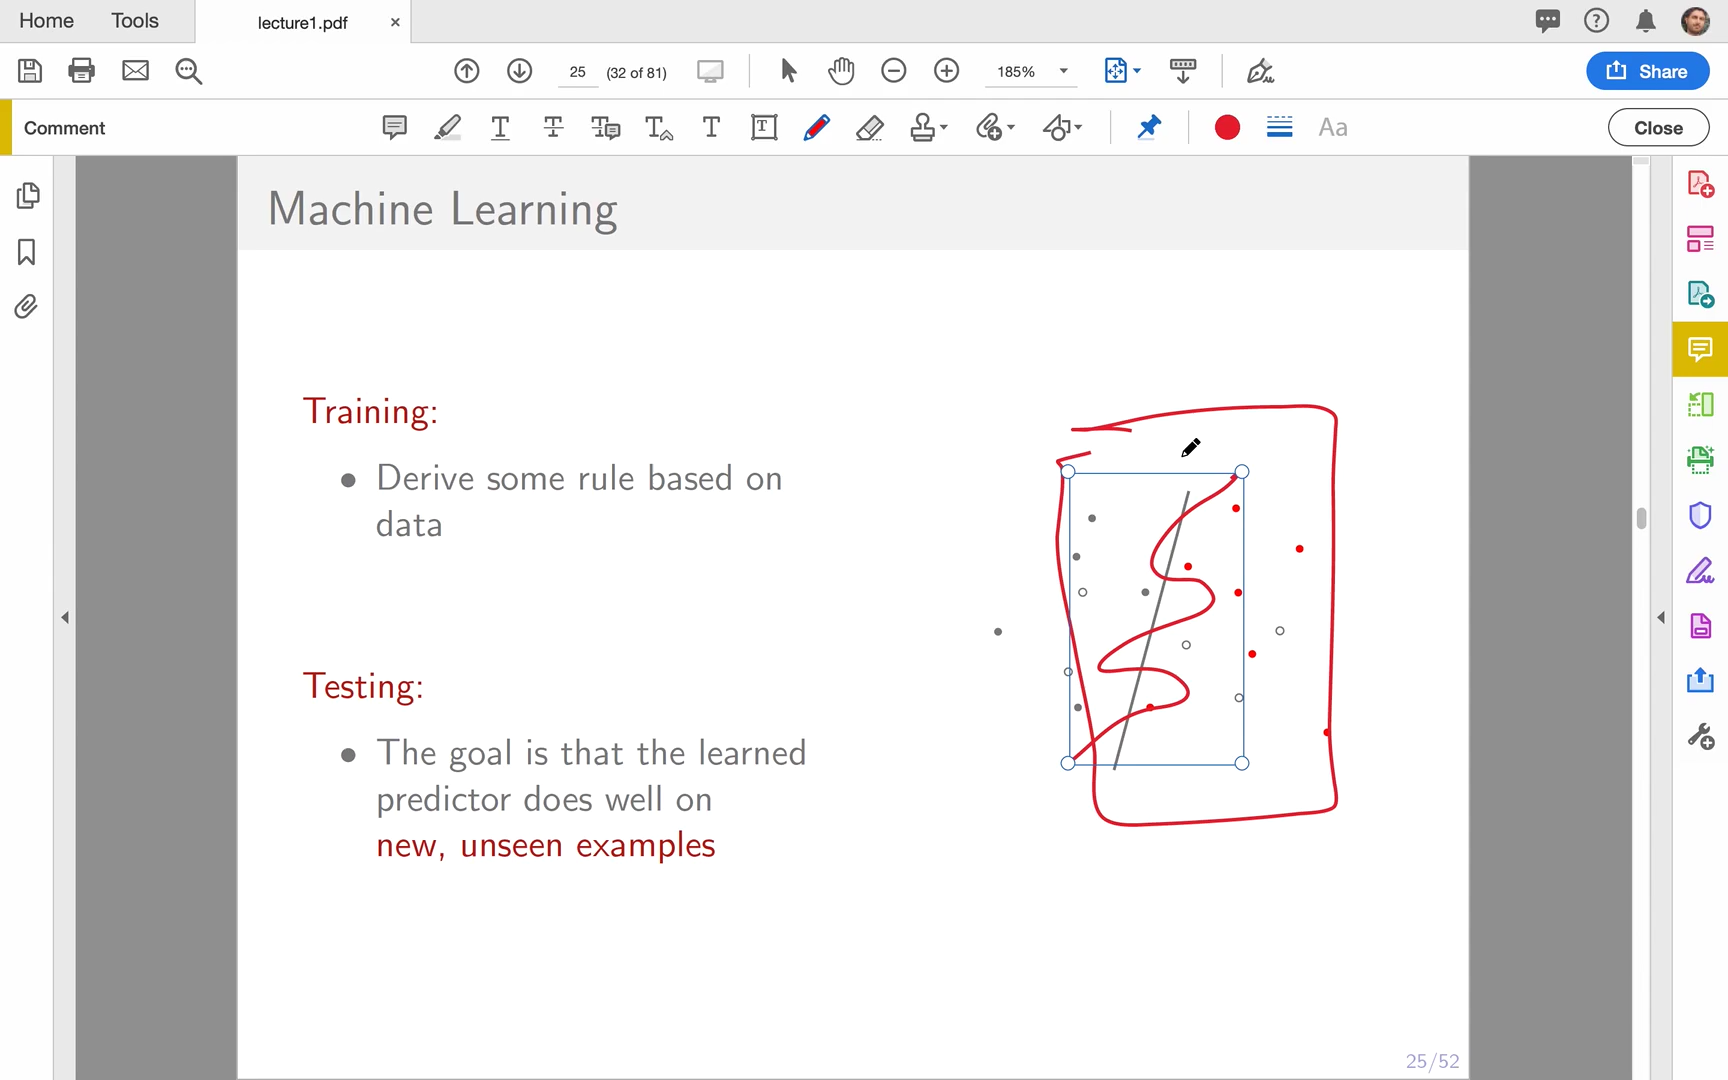 Home Tools lecture1.pdf ×
25 (32 of 81) 185% Share
Comment Aa Close
Machine Learning
Training:
• Derive some rule based on
data
Testing:
• The goal is that the learned
predictor does well on
new, unseen examples
25/52